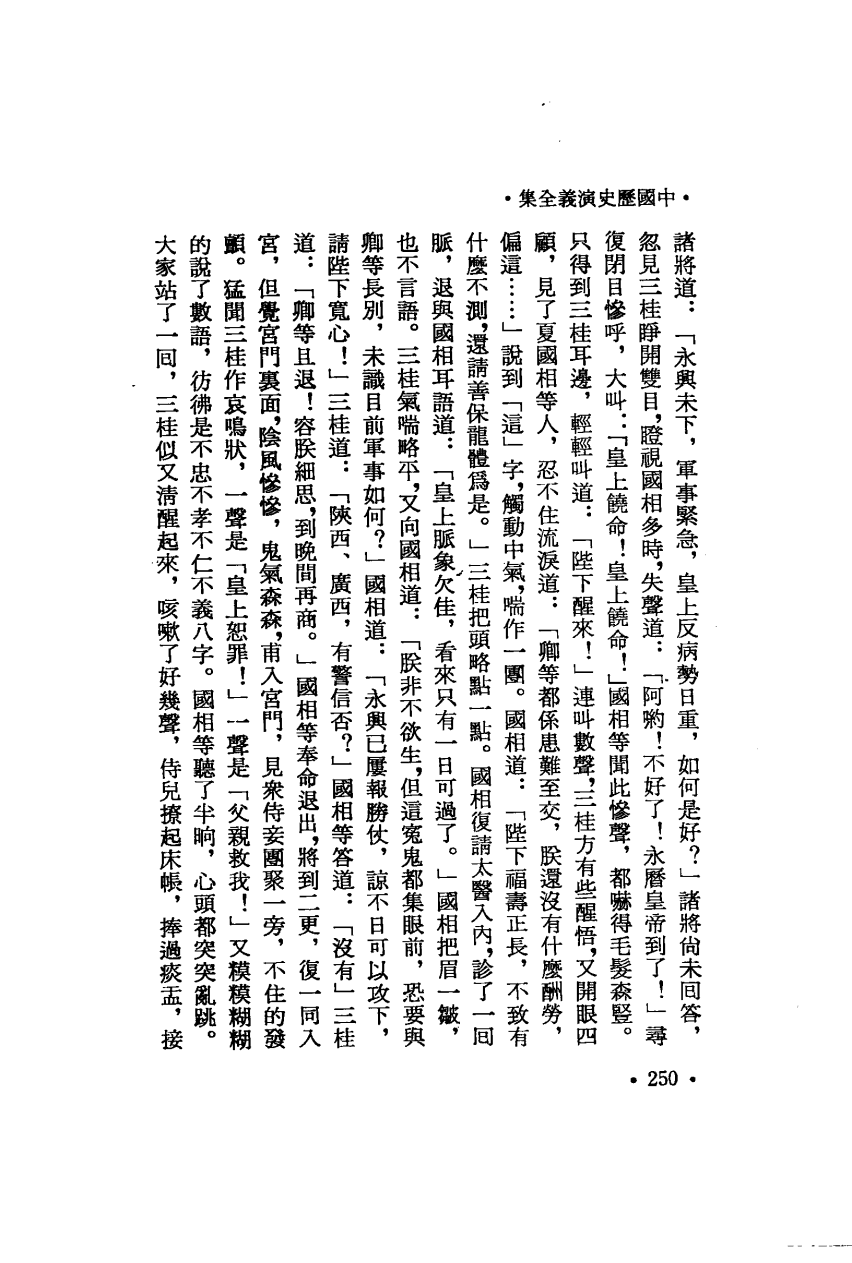 •中國歷史演義全集•
諸將道：「永興未下，軍事緊急，皇上反病勢日重，如何是好？」諸將尙未囘答，
忽見三桂睜開雙目，瞪視國相多時，失聲道：「阿喲！不好了！永曆皇帝到了！」尋
復閉目慘呼，大叫：「皇上饒命！皇上饒命！」國相等聞此慘聲，都嚇得毛髮森豎。
只得到三桂耳邊，輕輕叫道：「陛下醒來！」連叫數聲，三桂方有些醒悟，又開眼四
顧，見了夏國相等人，忍不住流淚道：「卿等都係患難至交，朕還沒有什麼酬勞，
偏這……」說到「這」字，觸動中氣，喘作一團。國相道：「陛下福壽正長，不致有
什麼不測，還請善保龍體爲是。」三桂把頭略點一點。國相復請太醫入內，診了一囘
脈，退與國相耳語道：「皇上脈象欠佳，看來只有一日可過了。」國相把眉一皺，
也不言語。三桂氣喘略平，又向國相道：「朕非不欲生，但這寃鬼都集眼前，恐要與
卿等長別，未識目前軍事如何？」國相道：「永興已屢報勝仗，諒不日可以攻下，
請陛下寬心！」三桂道：「陝西、廣西，有警信否？」國相等答道：「沒有」三桂
道：「卿等且退！容朕細思，到晚間再商。」國相等奉命退出，將到二更，復一同入
宮，但覺宮門裏面，陰風慘慘，鬼氣森森，甫入宮門，見衆侍妾團聚一旁，不住的發
顫。猛聞三桂作哀鳴狀，一聲是「皇上恕罪！」一聲是「父親救我！」又模模糊糊
的說了數語，彷彿是不忠不孝不仁不義八字。國相等聽了半晌，心頭都突突亂跳。
大家站了一囘，三桂似又清醒起來，咳嗽了好幾聲，侍兒撩起床帳，捧過痰盂，接
•250•